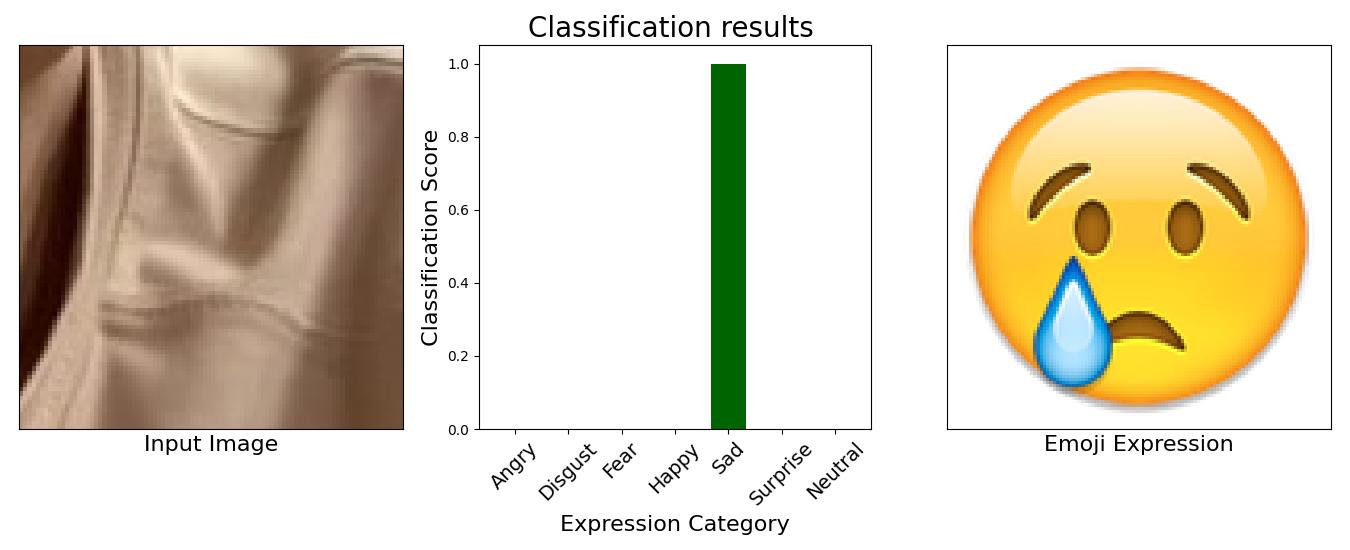 Classification results
Classification Score
1.0
0.8
0.6
0.4
0.2
0.0
Angry
Disgust
Fear
Happy
Sad
Surprise
Neutral
Expression Category
Input Image
Emoji Expression